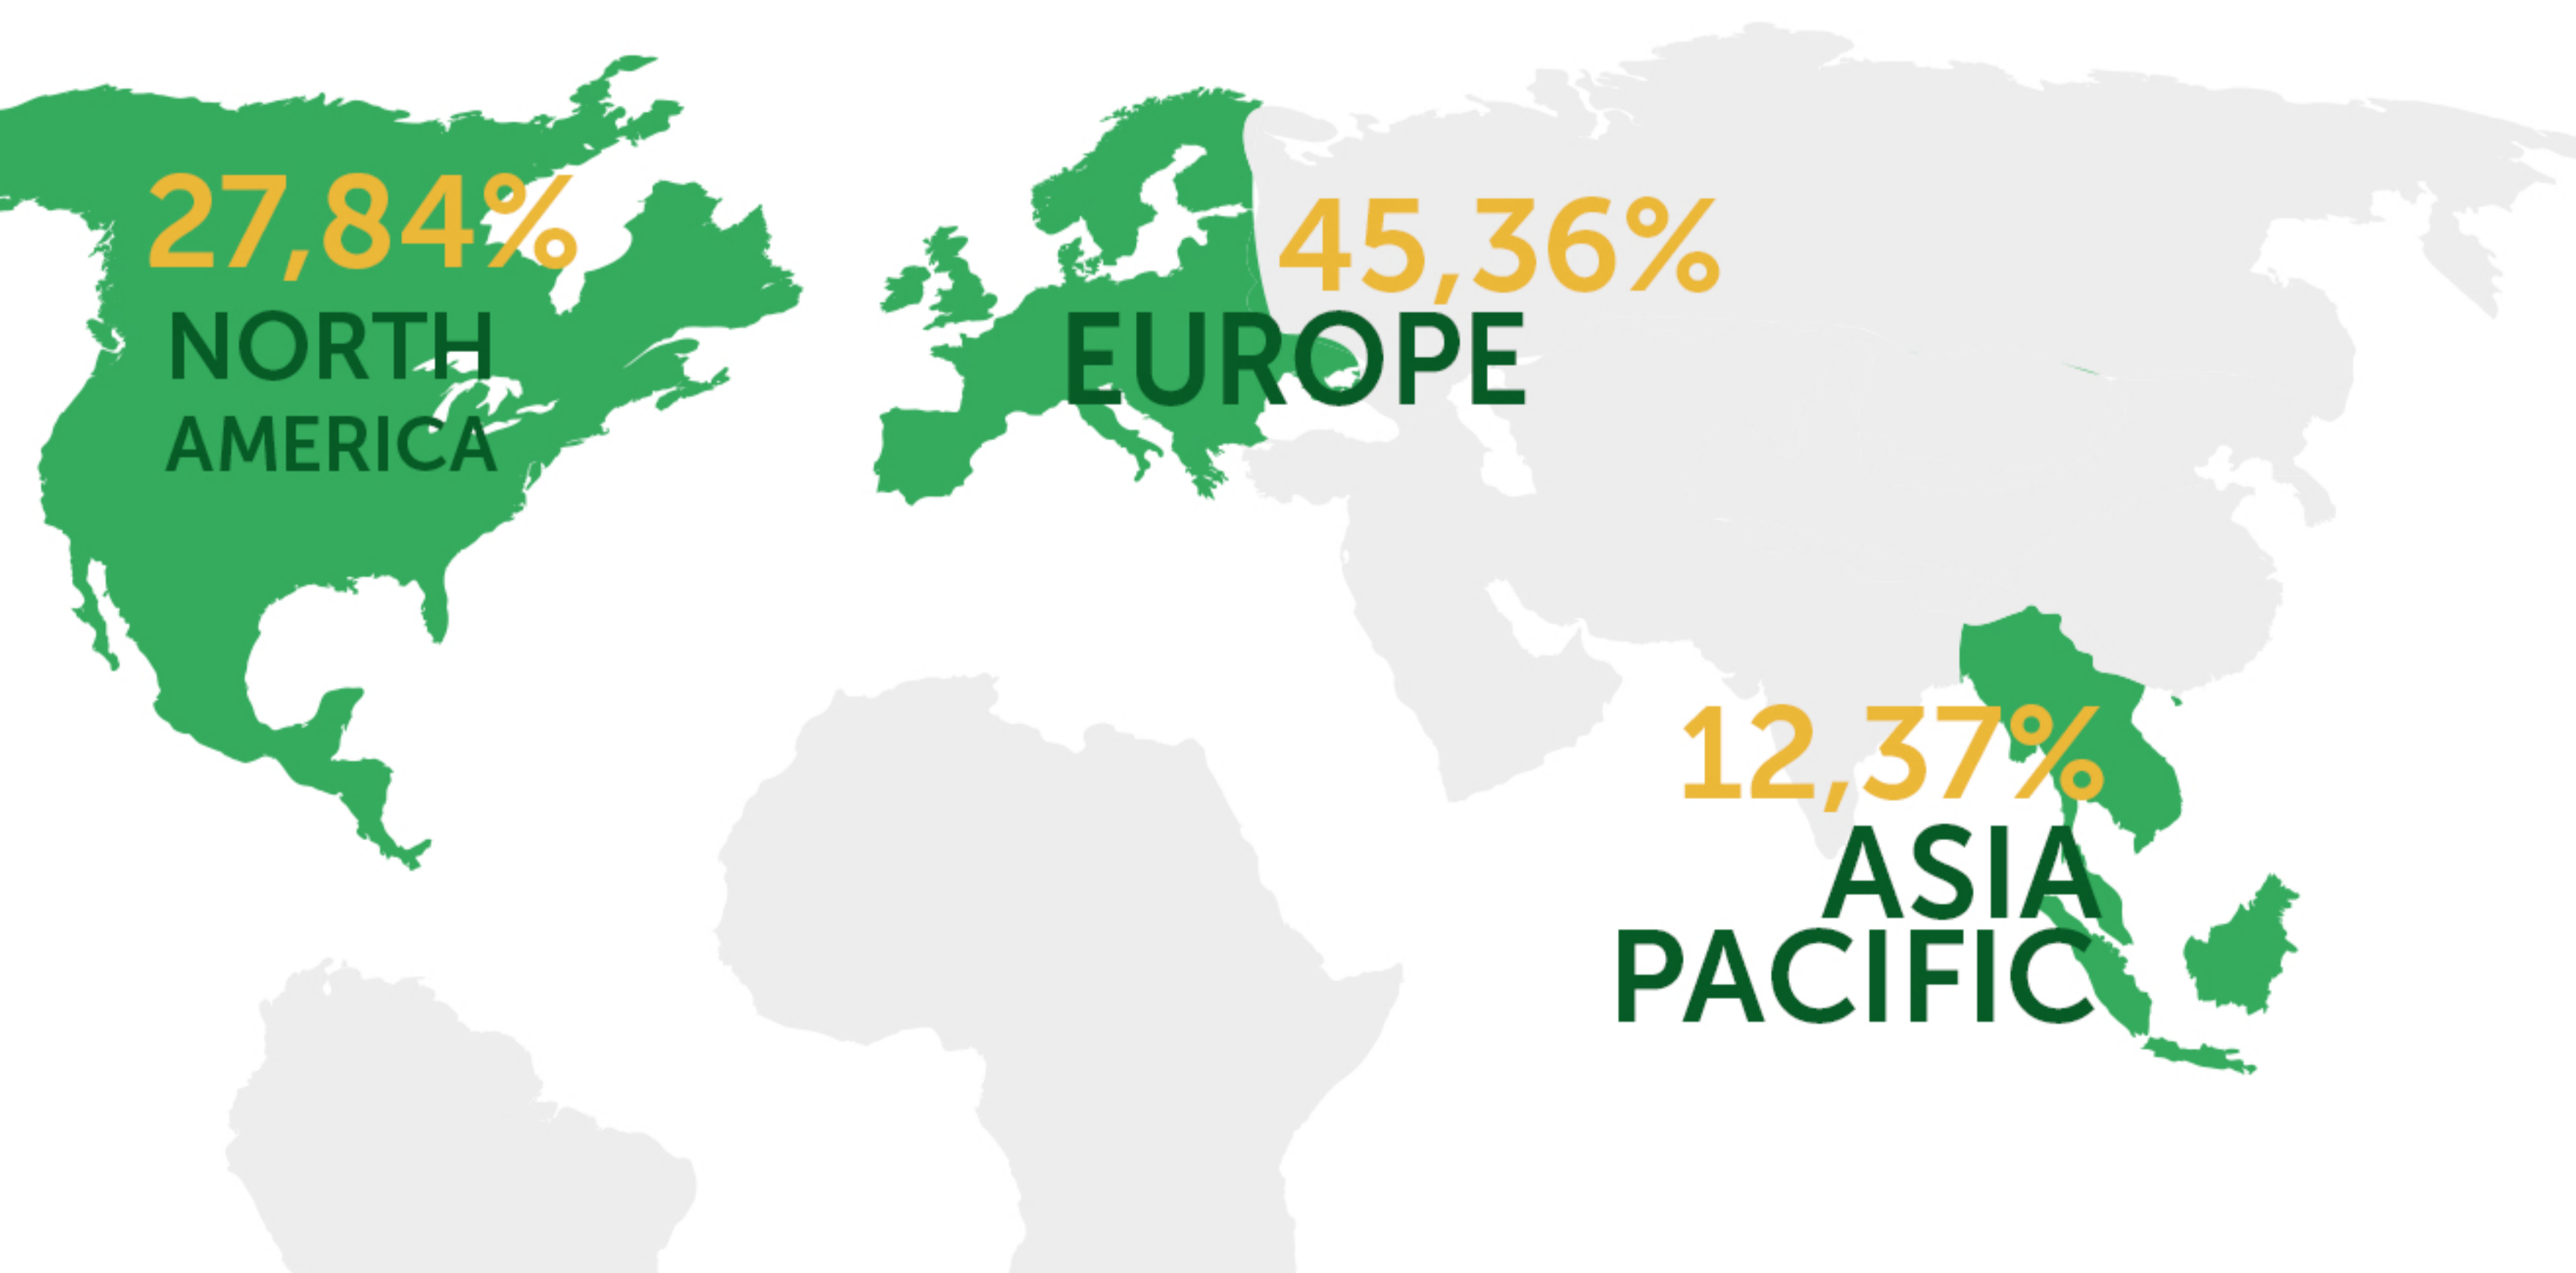 27,84%
NORTH
AMERICA
45,36%
EUROPE
12,37%
ASIA
PACIFIC